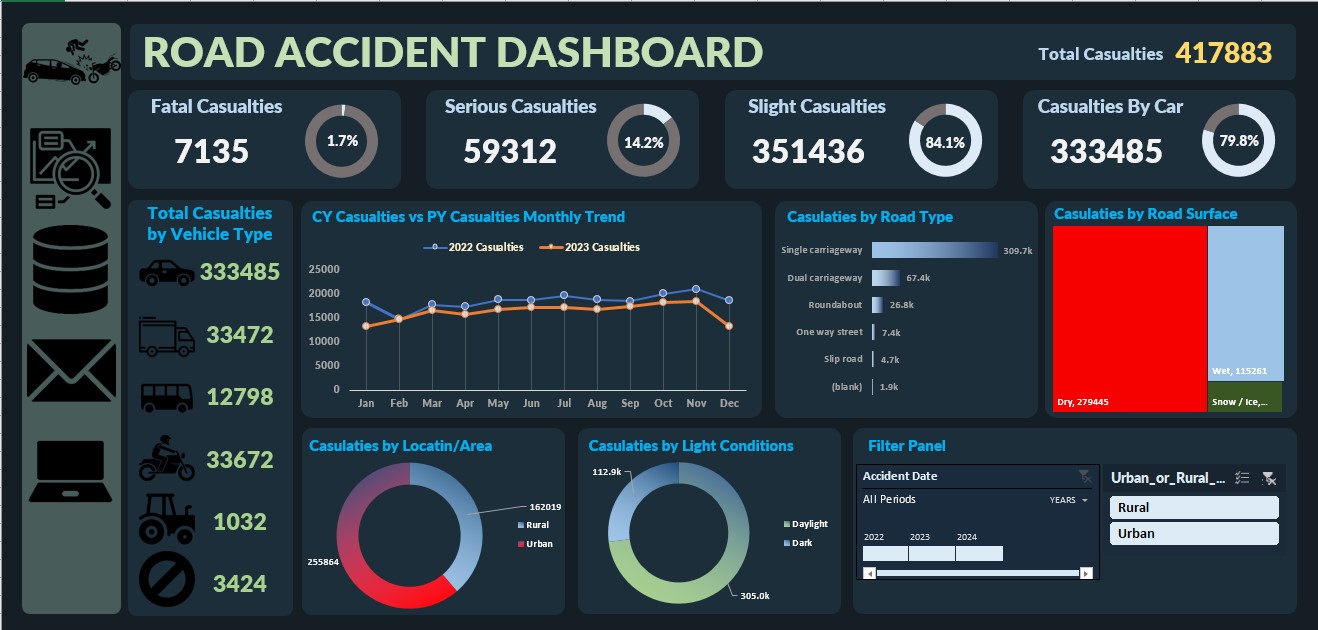 ROAD ACCIDENT DASHBOARD
Total Casualties 417883
Fatal Casualties
7135
1.7%
Serious Casualties
59312
14.2%
Slight Casualties
351436
84.1%
Casualties By Car
333485
79.8%
Total Casualties
by Vehicle Type
333485
33472
12798
33672
1032
3424
CY Casualties vs PY Casualties Monthly Trend
2022 Casualties 2023 Casualties
25000
20000
15000
10000
5000
0
Jan Feb Mar Apr May Jun Jul Aug Sep Oct Nov Dec
Casulaties by Road Type
Single carriageway 309.7k
Dual carriageway 67.4k
Roundabout 26.8k
One way street 7.4k
Slip road 4.7k
(blank) 1.9k
Casulaties by Road Surface
Wet, 115261
Dry, 279445
Snow / Ice,...
Casulaties by Locatin/Area
162019
Rural
Urban
255864
Casulaties by Light Conditions
112.9k
Daylight
Dark
305.0k
Filter Panel
Accident Date
All Periods YEARS
2022 2023 2024
Urban_or_Rural_...
Rural
Urban